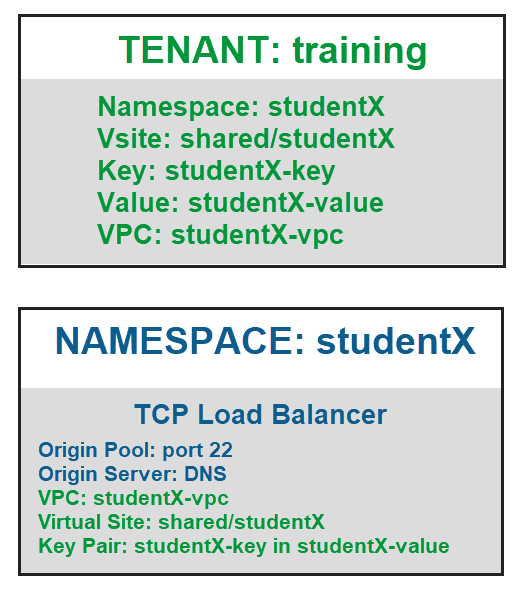 TENANT: training
Namespace: studentX
Vsite: shared/studentX
Key: studentX-key
Value: studentX-value
VPC: studentX-vpc
NAMESPACE: studentX
TCP Load Balancer
Origin Pool: port 22
Origin Server: DNS
VPC: studentX-vpc
Virtual Site: shared/studentX
Key Pair: studentX-key in studentX-value